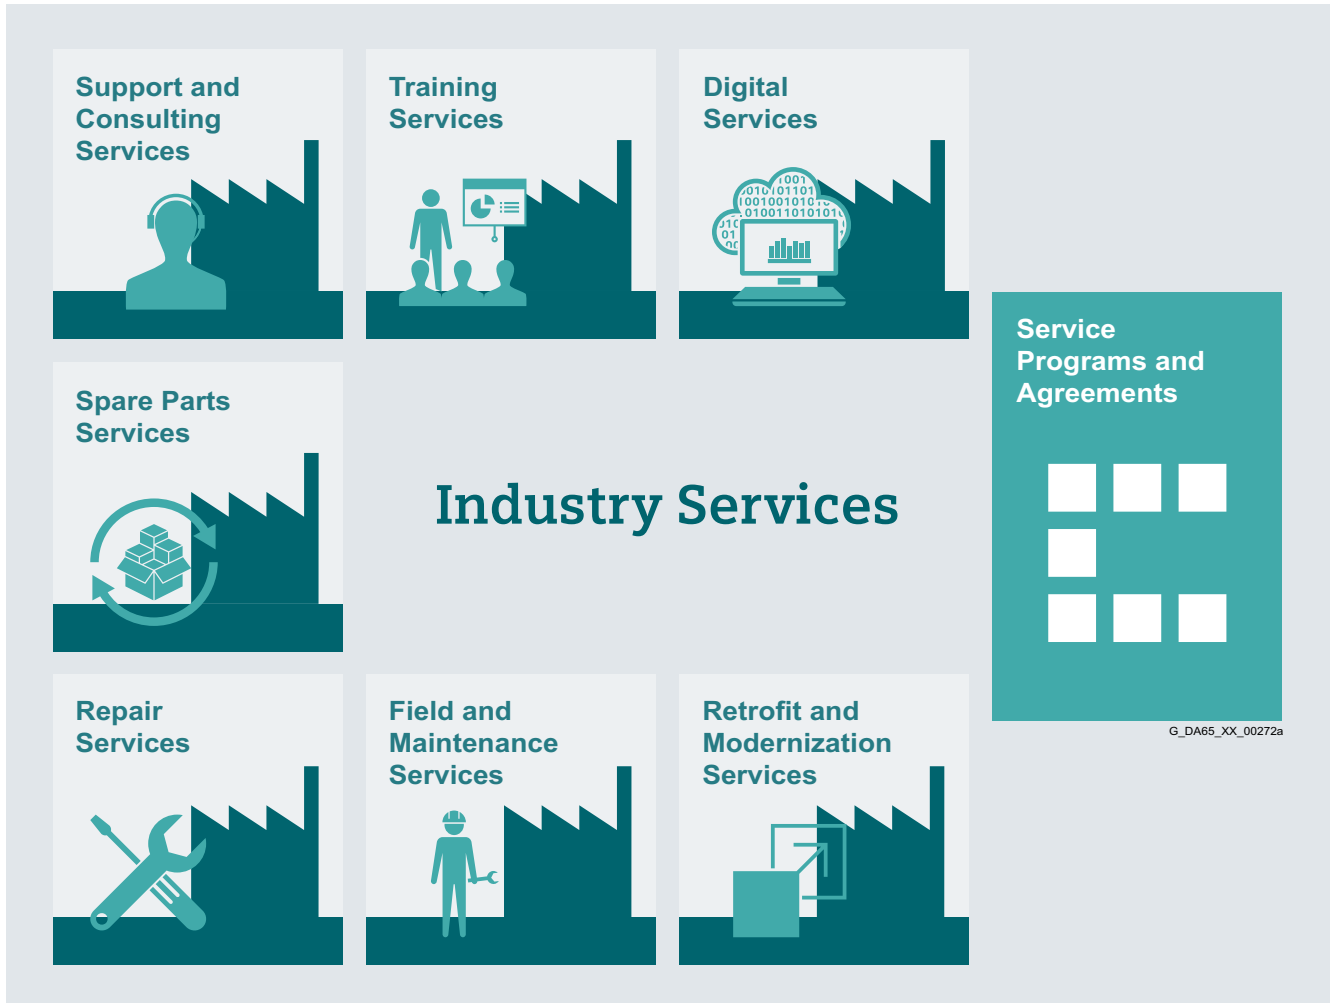 Support and
Consulting
Services
Training
Services
Digital
Services
Service
Programs and
Agreements
Spare Parts
Services
Industry Services
Repair
Services
Field and
Maintenance
Services
Retrofit and
Modernization
Services
G_DA65_XX_00272a